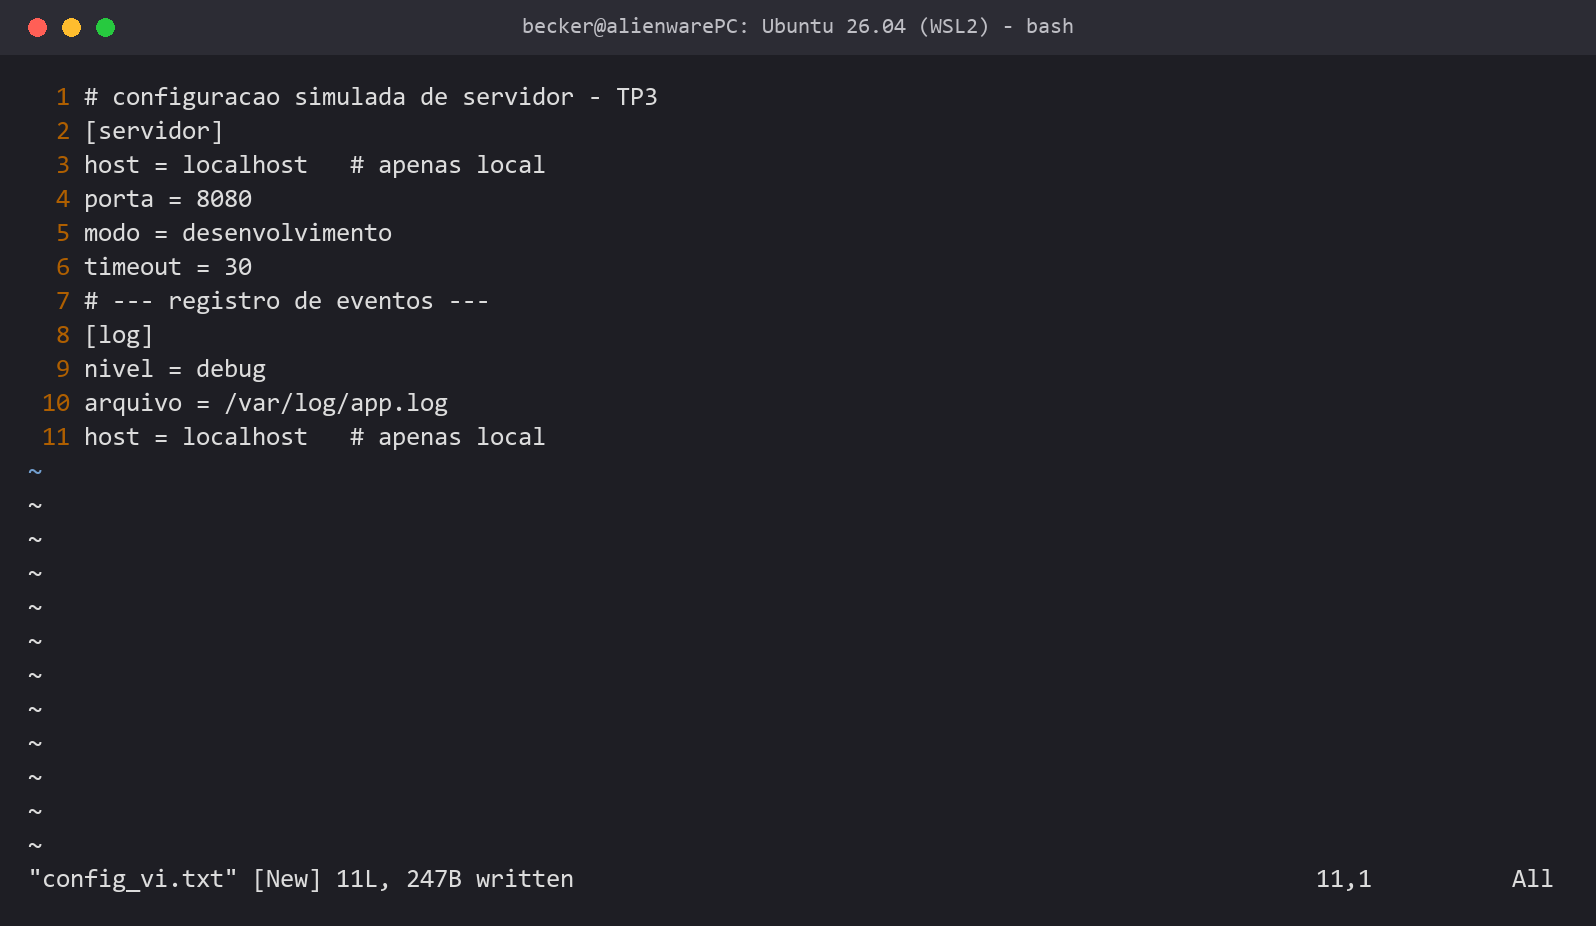 becker@alienwarePC: Ubuntu 26.04 (WSL2) - bash
1 # configuracao simulada de servidor - TP3
2 [servidor]
3 host = localhost   # apenas local
4 porta = 8080
5 modo = desenvolvimento
6 timeout = 30
7 # --- registro de eventos ---
8 [log]
9 nivel = debug
10 arquivo = /var/log/app.log
11 host = localhost   # apenas local
~
~
~
~
~
~
~
~
~
~
~
~
"config_vi.txt" [New] 11L, 247B written 11,1 All